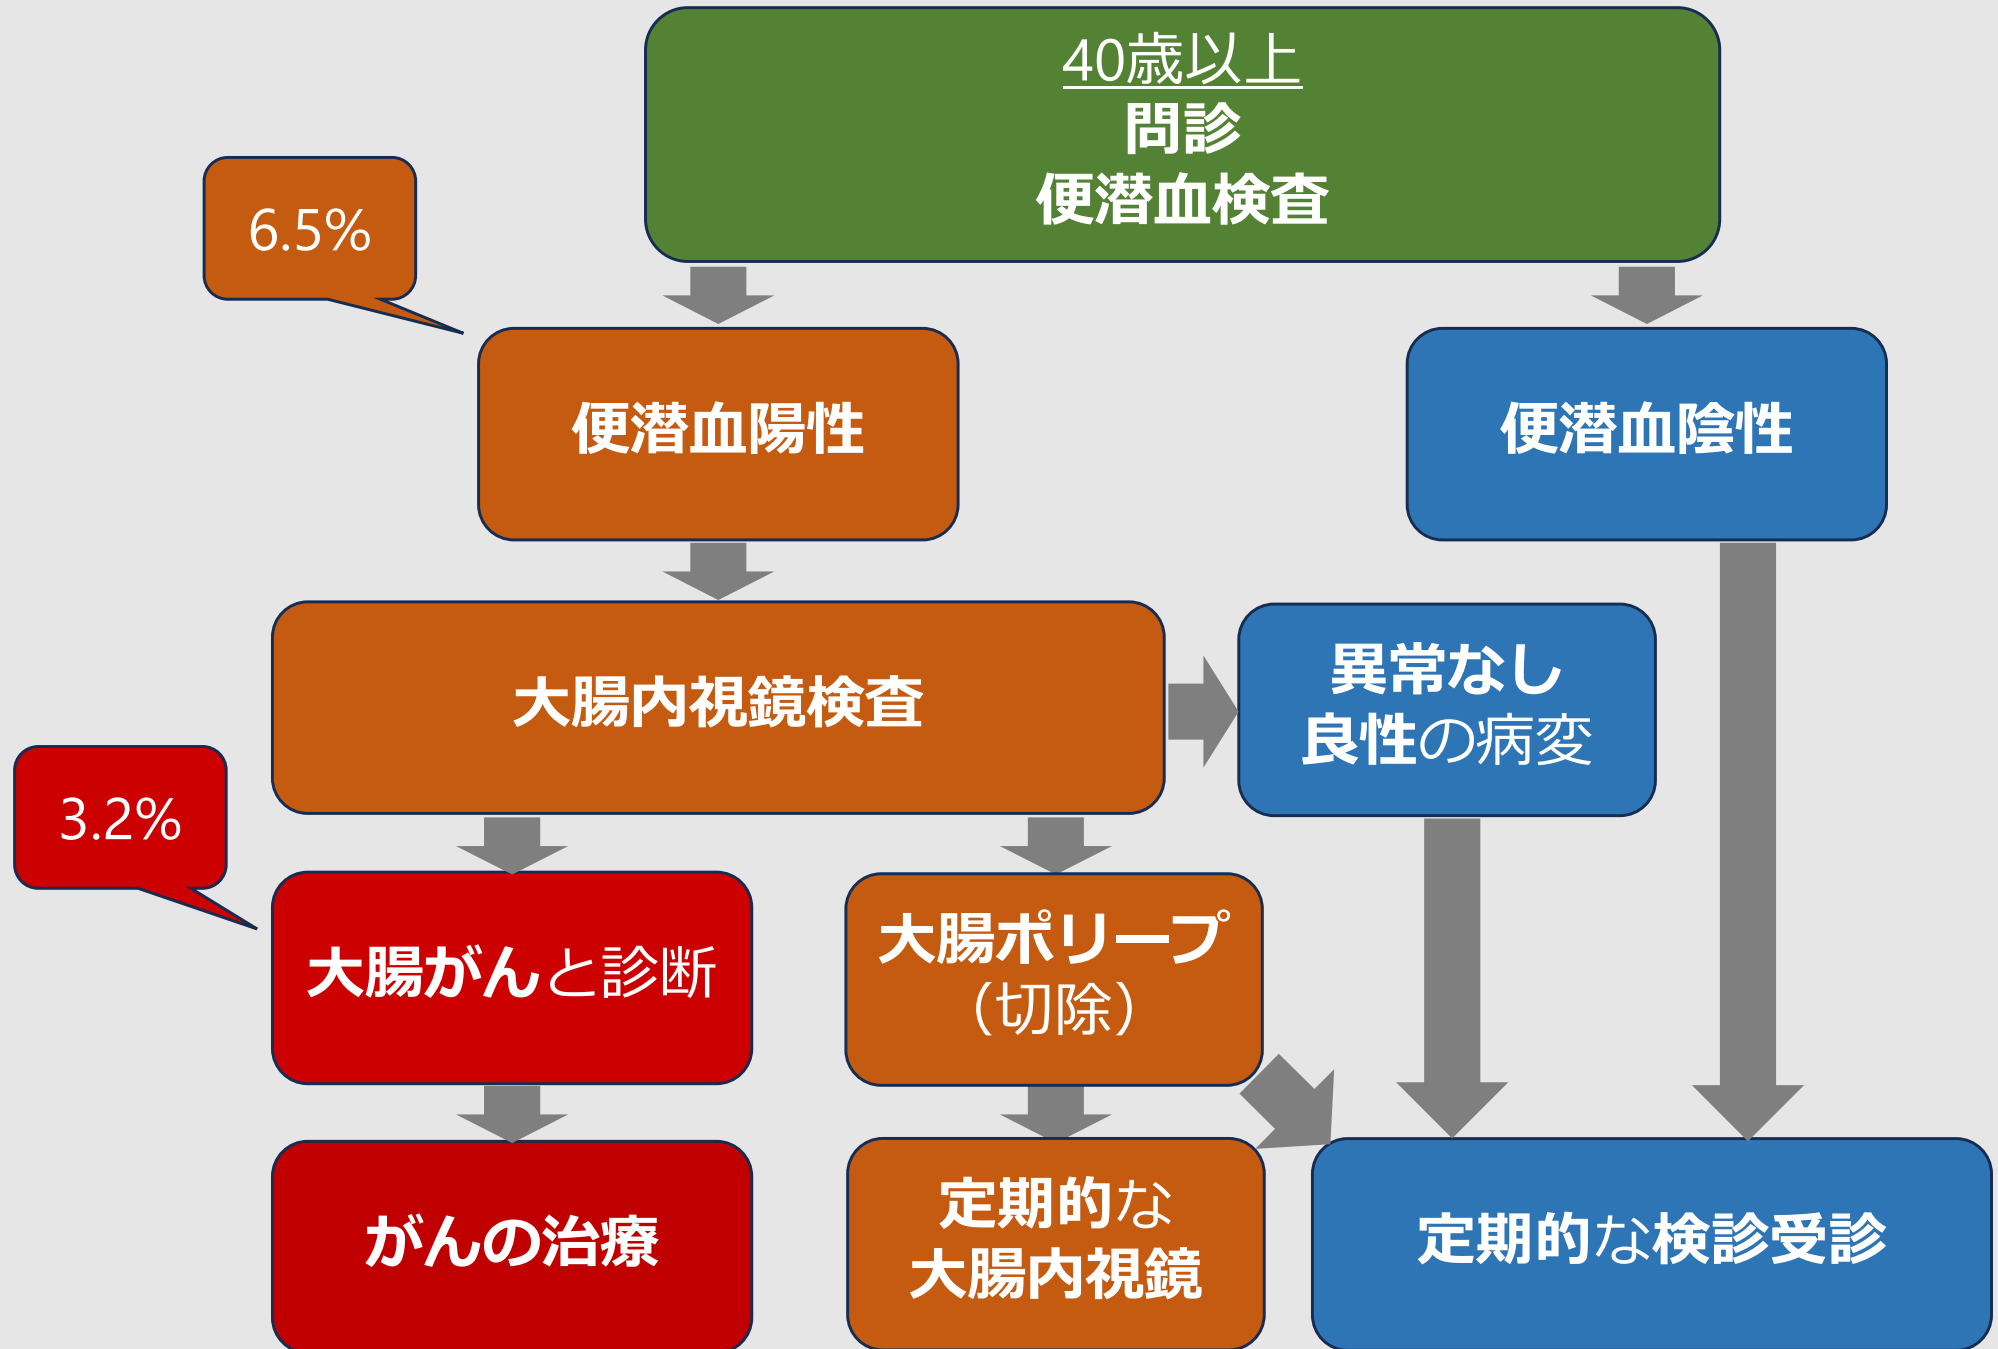 40歳以上
問診
便潜血検査
6.5%
便潜血陽性
便潜血陰性
大腸内視鏡検査
異常なし
良性の病変
3.2%
大腸がんと診断
大腸ポリープ
（切除）
がんの治療
定期的な
大腸内視鏡
定期的な検診受診